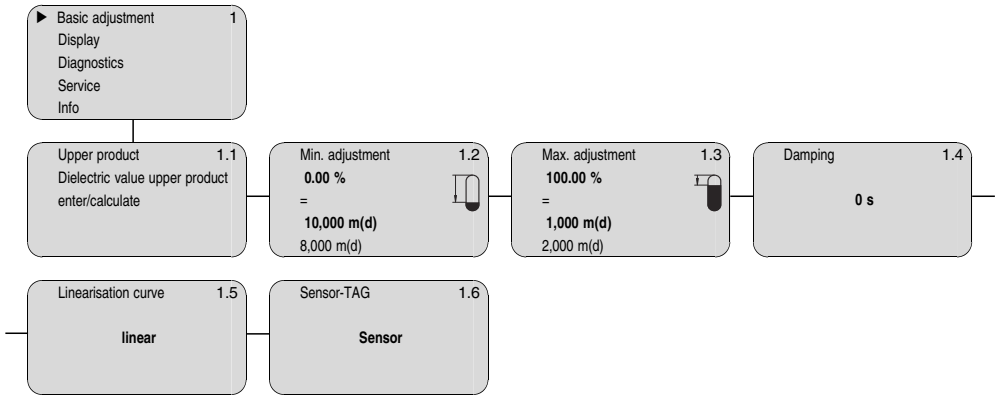 Basic adjustment 1
Display
Diagnostics
Service
Info
Upper product 1.1
Dielectric value upper product
enter/calculate
Min. adjustment 1.2
0.00 %
=
10,000 m(d)
8,000 m(d)
Max. adjustment 1.3
100.00 %
=
1,000 m(d)
2,000 m(d)
Damping 1.4
0 s
Linearisation curve 1.5
linear
Sensor-TAG 1.6
Sensor